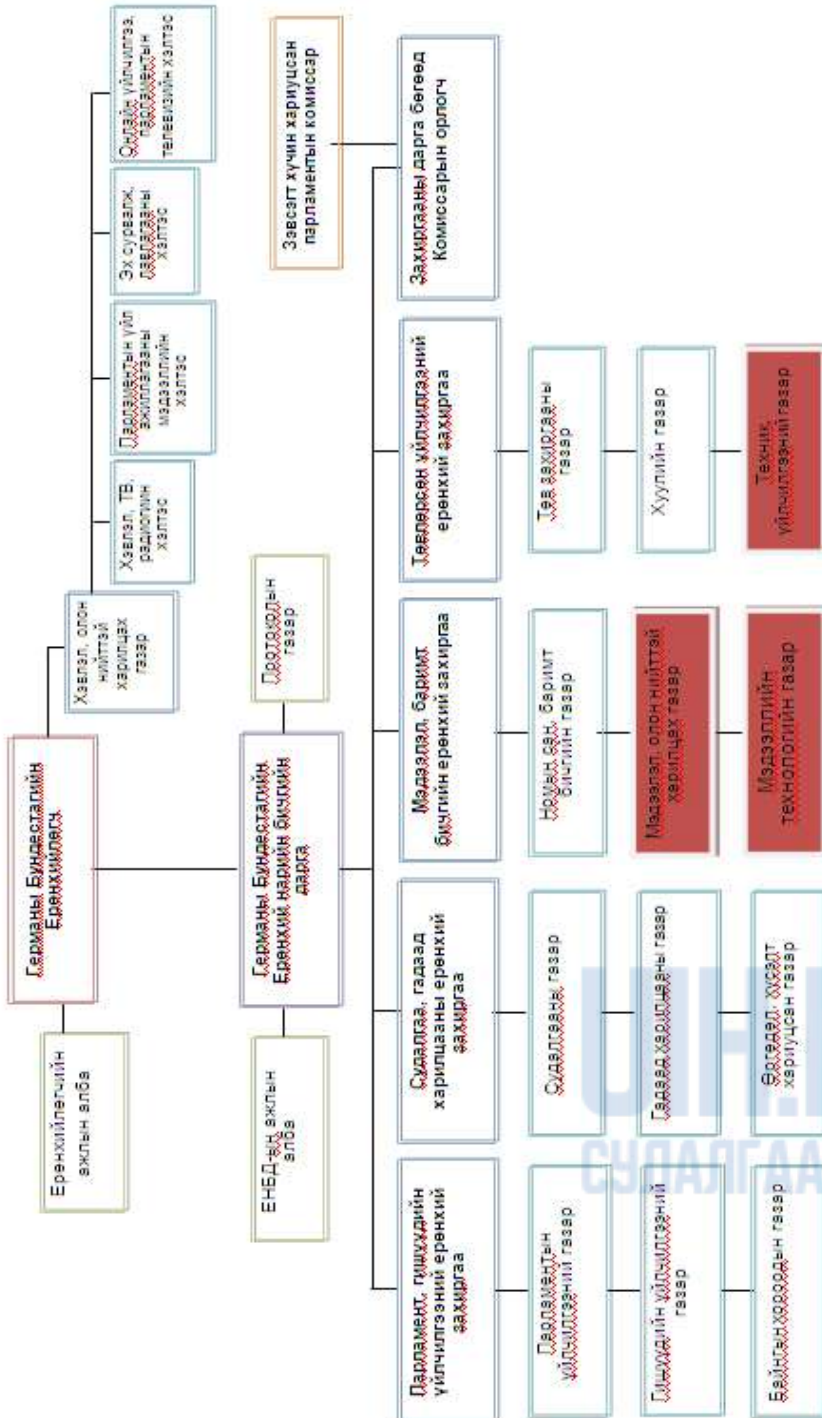 Германы Бундестагийн
Ерөнхийлөгч
Ерөнхийлөгчийн
ажлын алба
Хэвлэл, олон
нийттэй
харилцах
газар
Хэвлэл, ТВ,
радиогийн
хэлтэс
Парламентын үйл
ажиллагааны
мэдээллийн
хэлтэс
Эх сурвалж,
лавлагааны
хэлтэс
Онлайн үйлчилгээ,
парламентын
телевизийн хэлтэс
Германы Бундестагийн
Ерөнхий нарийн бичгийн
дарга
ЕНБД-ын ажлын
алба
Протоколын
газар
Зэвсэгт хүчин хариуцсан
парламентын комиссар
Парламент, гишүүдийн
үйлчилгээний ерөнхий
захиргаа
Судалгаа, гадаад
харилцааны ерөнхий
захиргаа
Мэдээлэл, баримт
бичгийн ерөнхий захиргаа
Төвлөрсөн үйлчилгээний
ерөнхий захиргаа
Захиргааны дарга бөгөөд
Комиссарын орлогч
Парламентын
үйлчилгээний газар
Судалгааны газар
Номын сан, баримт
бичгийн газар
Төв захиргааны
газар
Гишүүдийн үйлчилгээний
газар
Гадаад харилцааны газар
Мэдээлэл, олон нийттэй
харилцах газар
Хуулийн газар
Байнгын хороодын газар
Өргөдөл, хүсэлт
хариуцсан газар
Мэдээллийн
технологийн газар
Техник,
үйлчилгээний газар
СУДАЛГАА